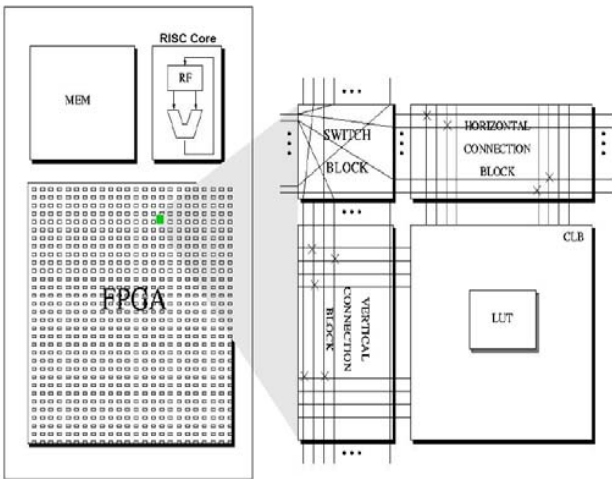 RISC Core
MEM
RF
FPGA
SWITCH
BLOCK
HORIZONTAL
CONNECTION
BLOCK
VERTICAL
CONNECTION
BLOCK
CLB
LUT